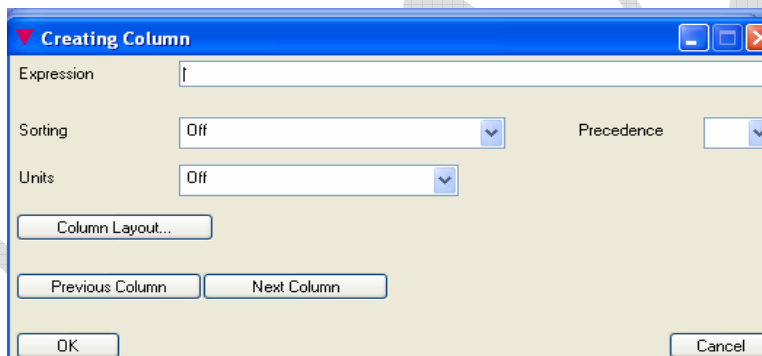 Creating Column
Expression
Sorting Off Precedence
Units Off
Column Layout...
Previous Column Next Column
OK Cancel